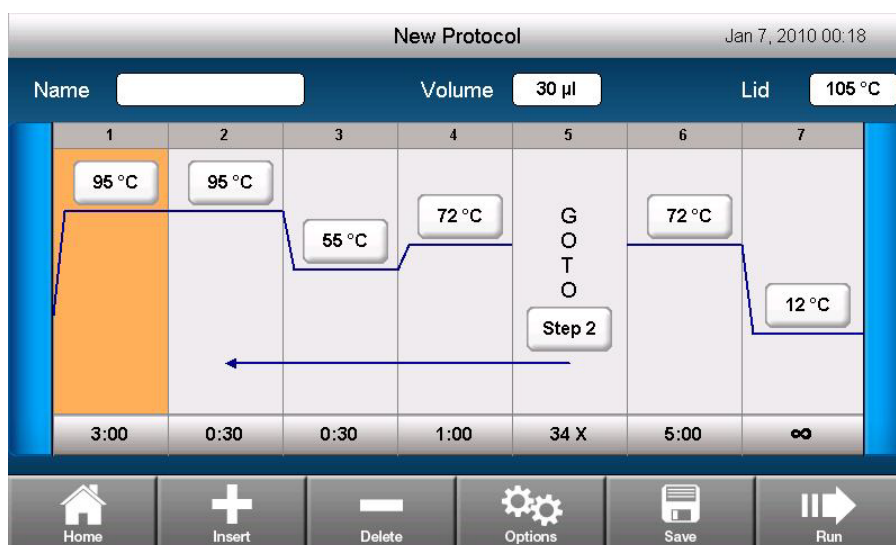 New Protocol
Jan 7, 2010 00:18
Name
Volume 30 µl
Lid 105 °C
1 2 3 4 5 6 7
95 °C 95 °C 55 °C 72 °C GOTO Step 2 72 °C 12 °C
3:00 0:30 0:30 1:00 34 X 5:00 ∞
Home Insert Delete Options Save Run